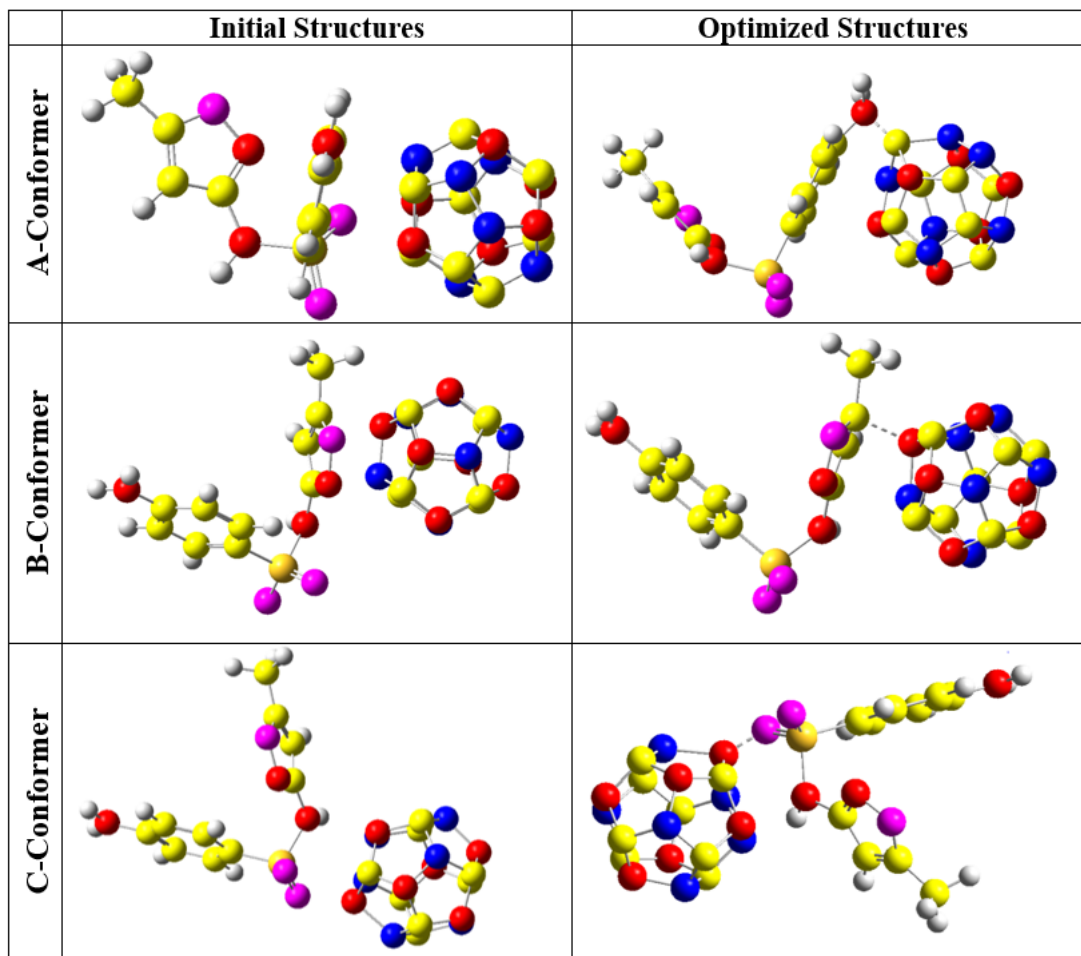 Initial Structures
Optimized Structures
A-Conformer
B-Conformer
C-Conformer